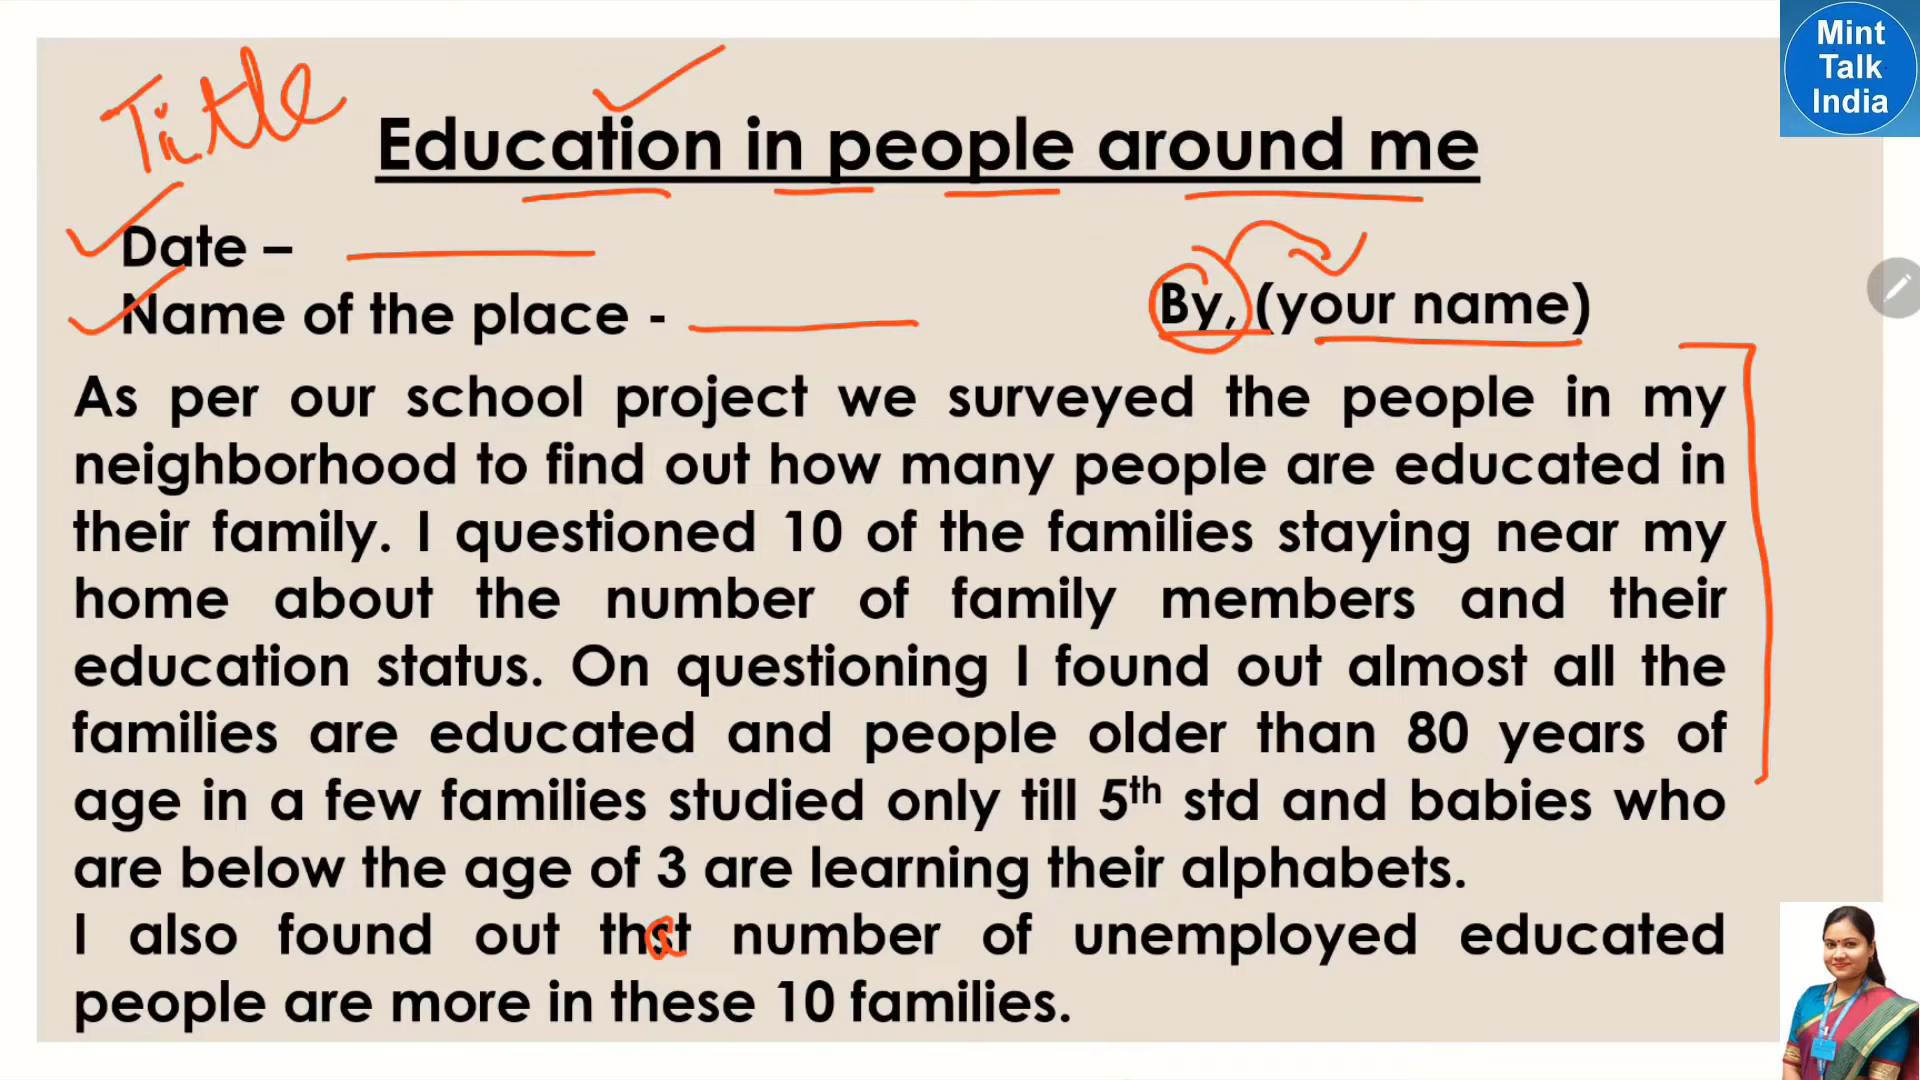 Mint
Talk
India
Title
Education in people around me
Date –
Name of the place -
By, (your name)
As per our school project we surveyed the people in my
neighborhood to find out how many people are educated in
their family. I questioned 10 of the families staying near my
home about the number of family members and their
education status. On questioning I found out almost all the
families are educated and people older than 80 years of
age in a few families studied only till 5th std and babies who
are below the age of 3 are learning their alphabets.
I also found out thst number of unemployed educated
people are more in these 10 families.